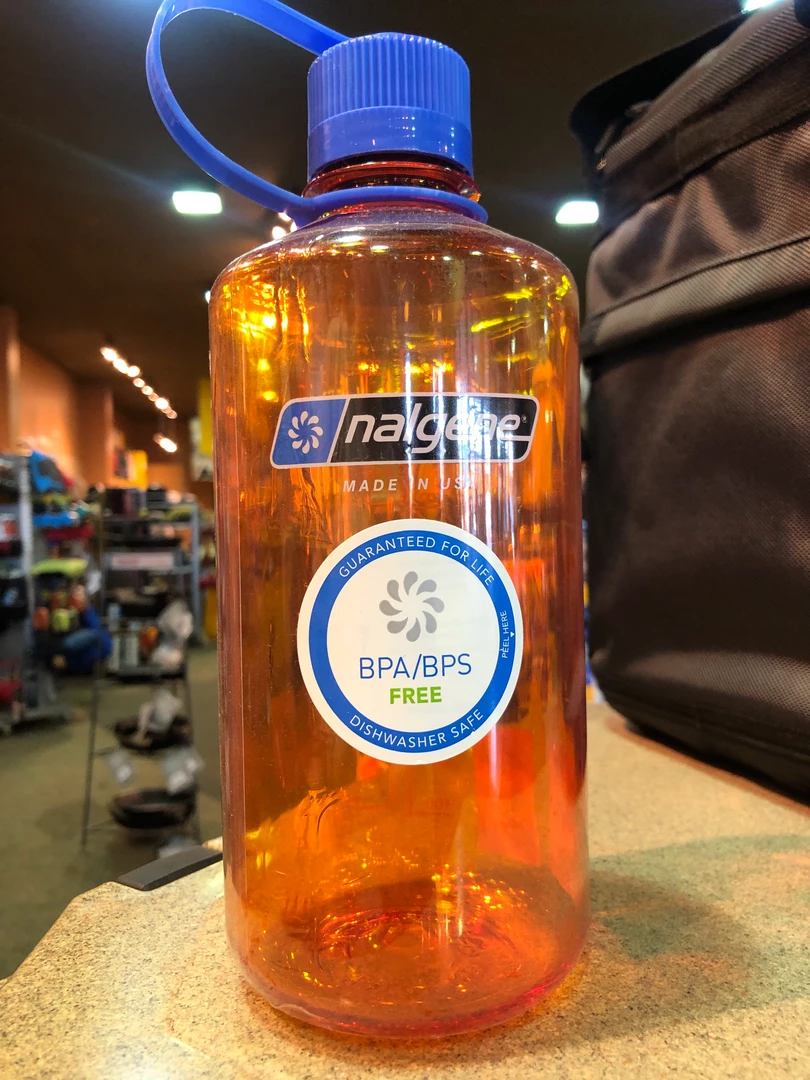 nalgene®
MADE IN USA
GUARANTEED FOR LIFE
PEEL HERE
BPA/BPS
FREE
DISHWASHER SAFE